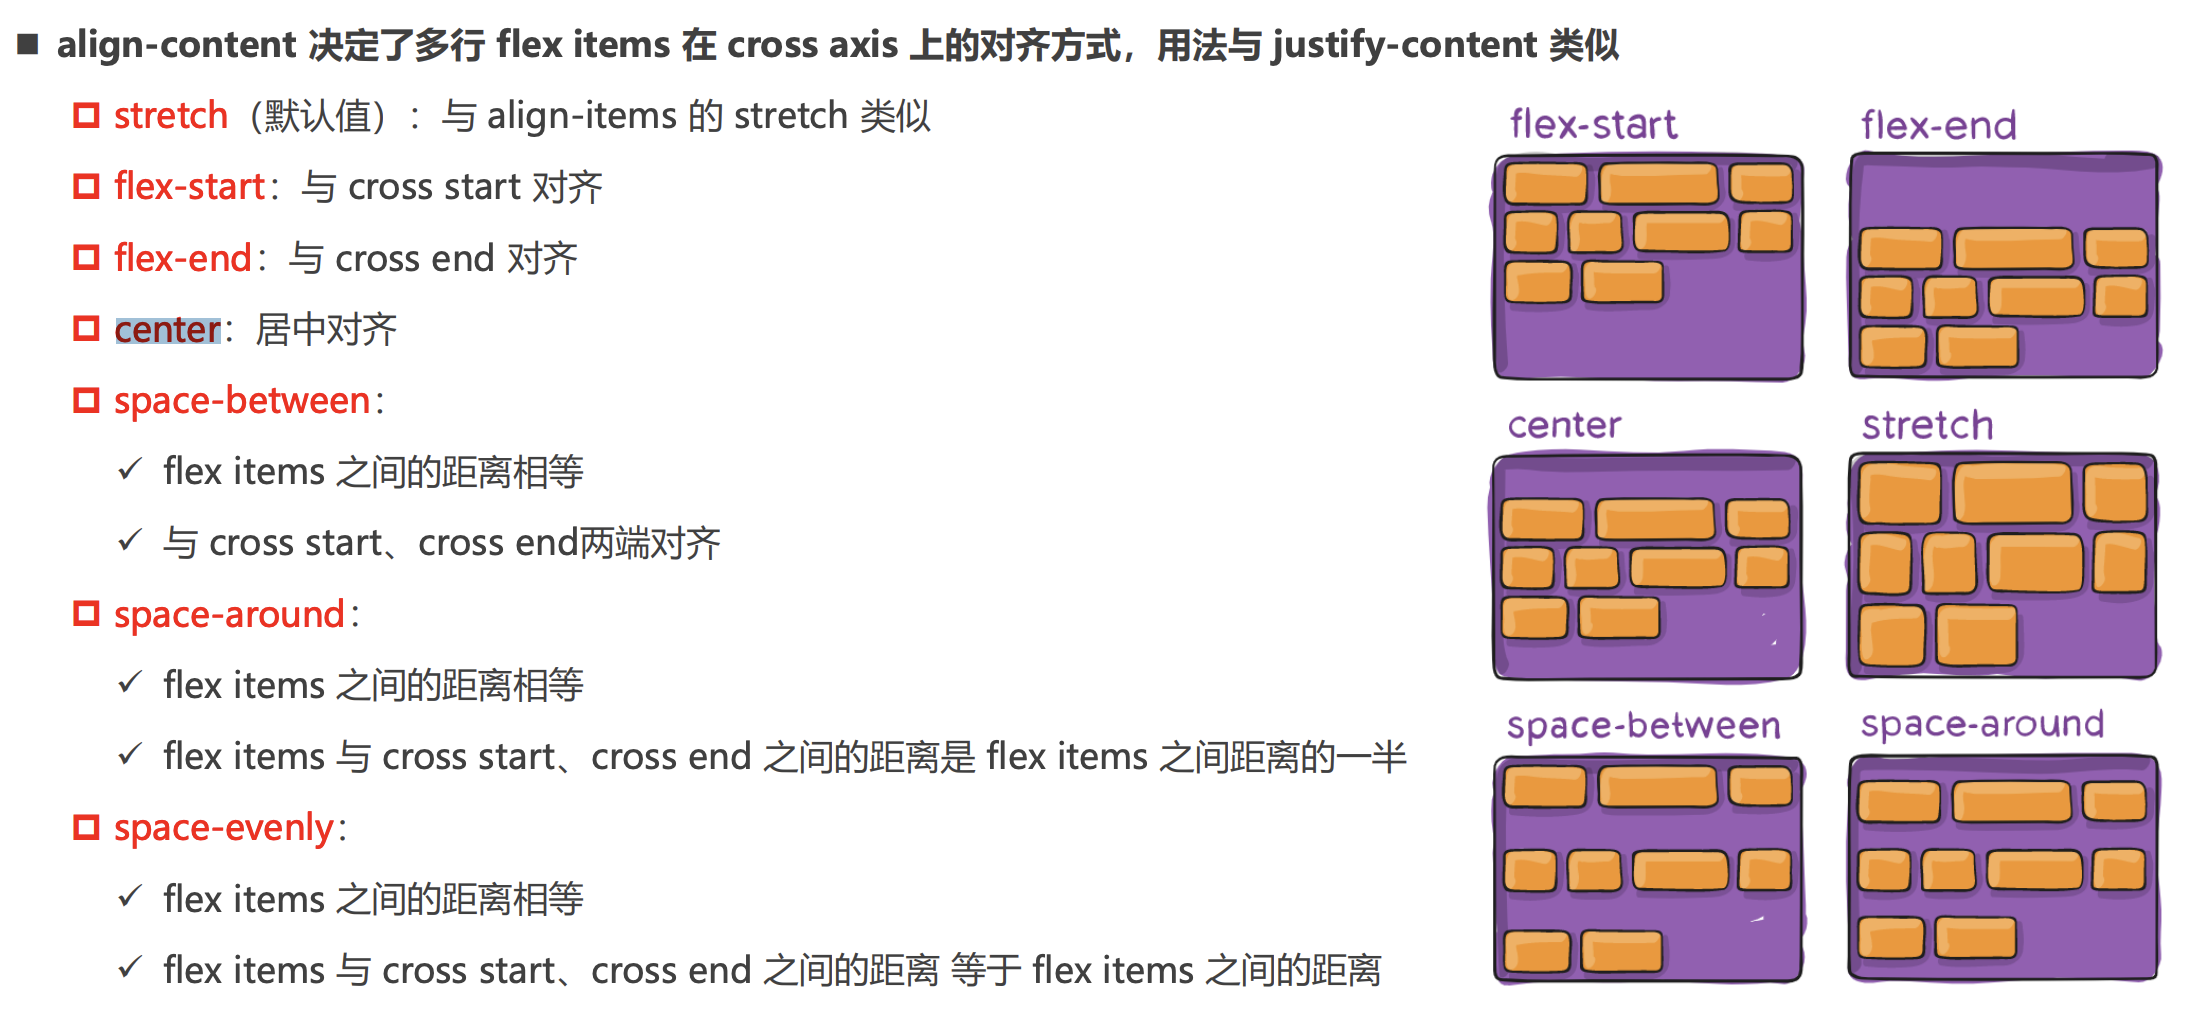 align-content 决定了多行 flex items 在 cross axis 上的对齐方式，用法与 justify-content 类似
stretch（默认值）：与 align-items 的 stretch 类似
flex-start：与 cross start 对齐
flex-end：与 cross end 对齐
center：居中对齐
space-between：
flex items 之间的距离相等
与 cross start、cross end两端对齐
space-around：
flex items 之间的距离相等
flex items 与 cross start、cross end 之间的距离是 flex items 之间距离的一半
space-evenly：
flex items 之间的距离相等
flex items 与 cross start、cross end 之间的距离 等于 flex items 之间的距离
flex-start
flex-end
center
stretch
space-between
space-around